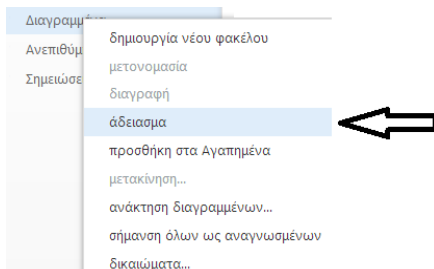 Διαγραμμένα
δημιουργία νέου φακέλου
Ανεπιθύμ
μετονομασία
Σημειώσε
διαγραφή
άδειασμα
προσθήκη στα Αγαπημένα
μετακίνηση...
ανάκτηση διαγραμμένων...
σήμανση όλων ως αναγνωσμένων
δικαιώματα...